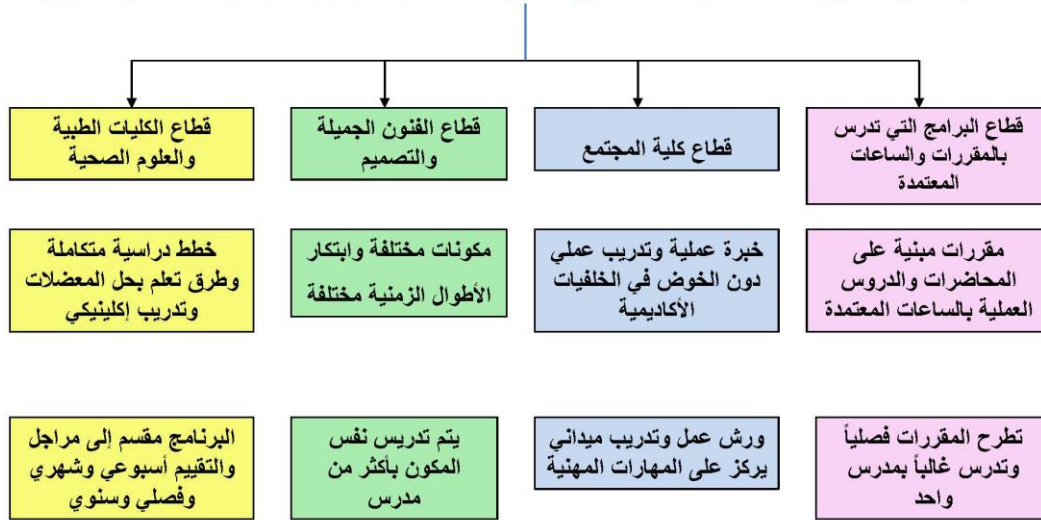 قطاع البرامج التي تدرس
بالمقررات والساعات
المعتمدة
قطاع كلية المجتمع
قطاع الفنون الجميلة
والتصميم
قطاع الكليات الطبية
والعلوم الصحية
مقررات مبنية على
المحاضرات والدروس
العملية بالساعات المعتمدة
خبرة عملية وتدريب عملي
دون الخوض في الخلفيات
الأكاديمية
مكونات مختلفة وابتكار
الأطوال الزمنية مختلفة
خطط دراسية متكاملة
وطرق تعلم بحل المعضلات
وتدريب إكلينيكي
تطرح المقررات فصلياً
وتدرس غالباً بمدرس
واحد
ورش عمل وتدريب ميداني
يركز على المهارات المهنية
يتم تدريس نفس
المكون بأكثر من
مدرس
البرنامج مقسم إلى مراجل
والتقييم أسبوعي وشهري
وفصلي وسنوي